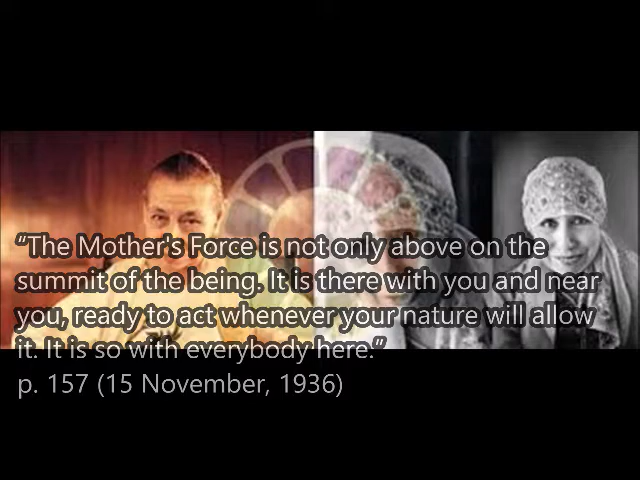 “The Mother's Force is not only above on the
summit of the being. It is there with you and near
you, ready to act whenever your nature will allow
it. It is so with everybody here.”
p. 157 (15 November, 1936)